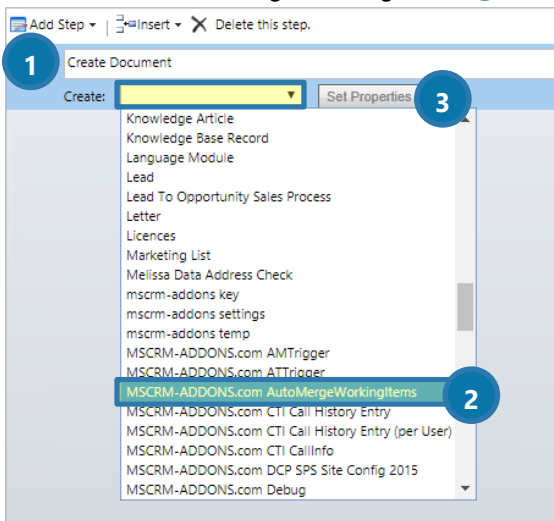 Add Step ▾ | Insert ▾ Delete this step.
1 Create Document
Create: Set Properties 3
Knowledge Article
Knowledge Base Record
Language Module
Lead
Lead To Opportunity Sales Process
Letter
Licences
Marketing List
Melissa Data Address Check
mscrm-addons key
mscrm-addons settings
mscrm-addons temp
MSCRM-ADDONS.com AMTrigger
MSCRM-ADDONS.com ATTrigger
MSCRM-ADDONS.com AutoMergeWorkingItems 2
MSCRM-ADDONS.com CTI Call History Entry
MSCRM-ADDONS.com CTI Call History Entry (per User)
MSCRM-ADDONS.com CTI CallInfo
MSCRM-ADDONS.com DCP SPS Site Config 2015
MSCRM-ADDONS.com Debug